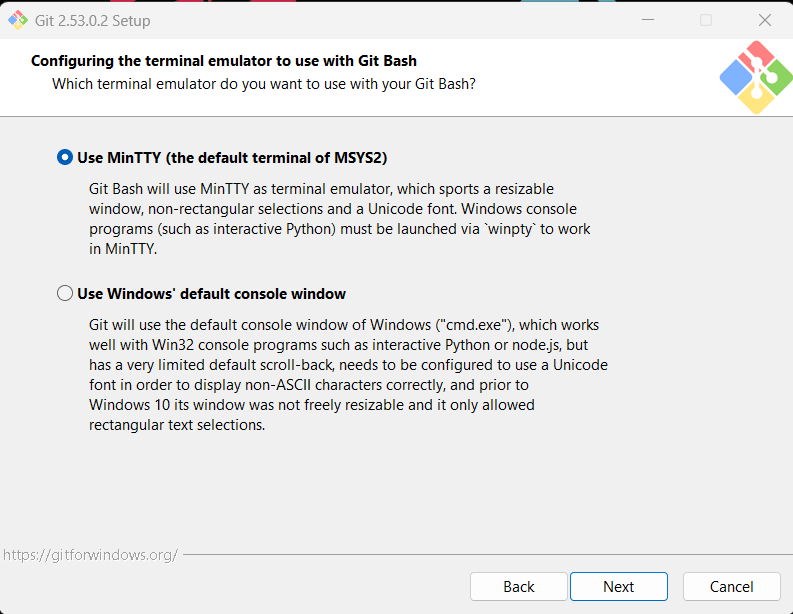 Git 2.53.0.2 Setup
Configuring the terminal emulator to use with Git Bash
Which terminal emulator do you want to use with your Git Bash?
Use MinTTY (the default terminal of MSYS2)
Git Bash will use MinTTY as terminal emulator, which sports a resizable
window, non-rectangular selections and a Unicode font. Windows console
programs (such as interactive Python) must be launched via `winpty` to work
in MinTTY.
Use Windows' default console window
Git will use the default console window of Windows ("cmd.exe"), which works
well with Win32 console programs such as interactive Python or node.js, but
has a very limited default scroll-back, needs to be configured to use a Unicode
font in order to display non-ASCII characters correctly, and prior to
Windows 10 its window was not freely resizable and it only allowed
rectangular text selections.
https://gitforwindows.org/
Back Next Cancel